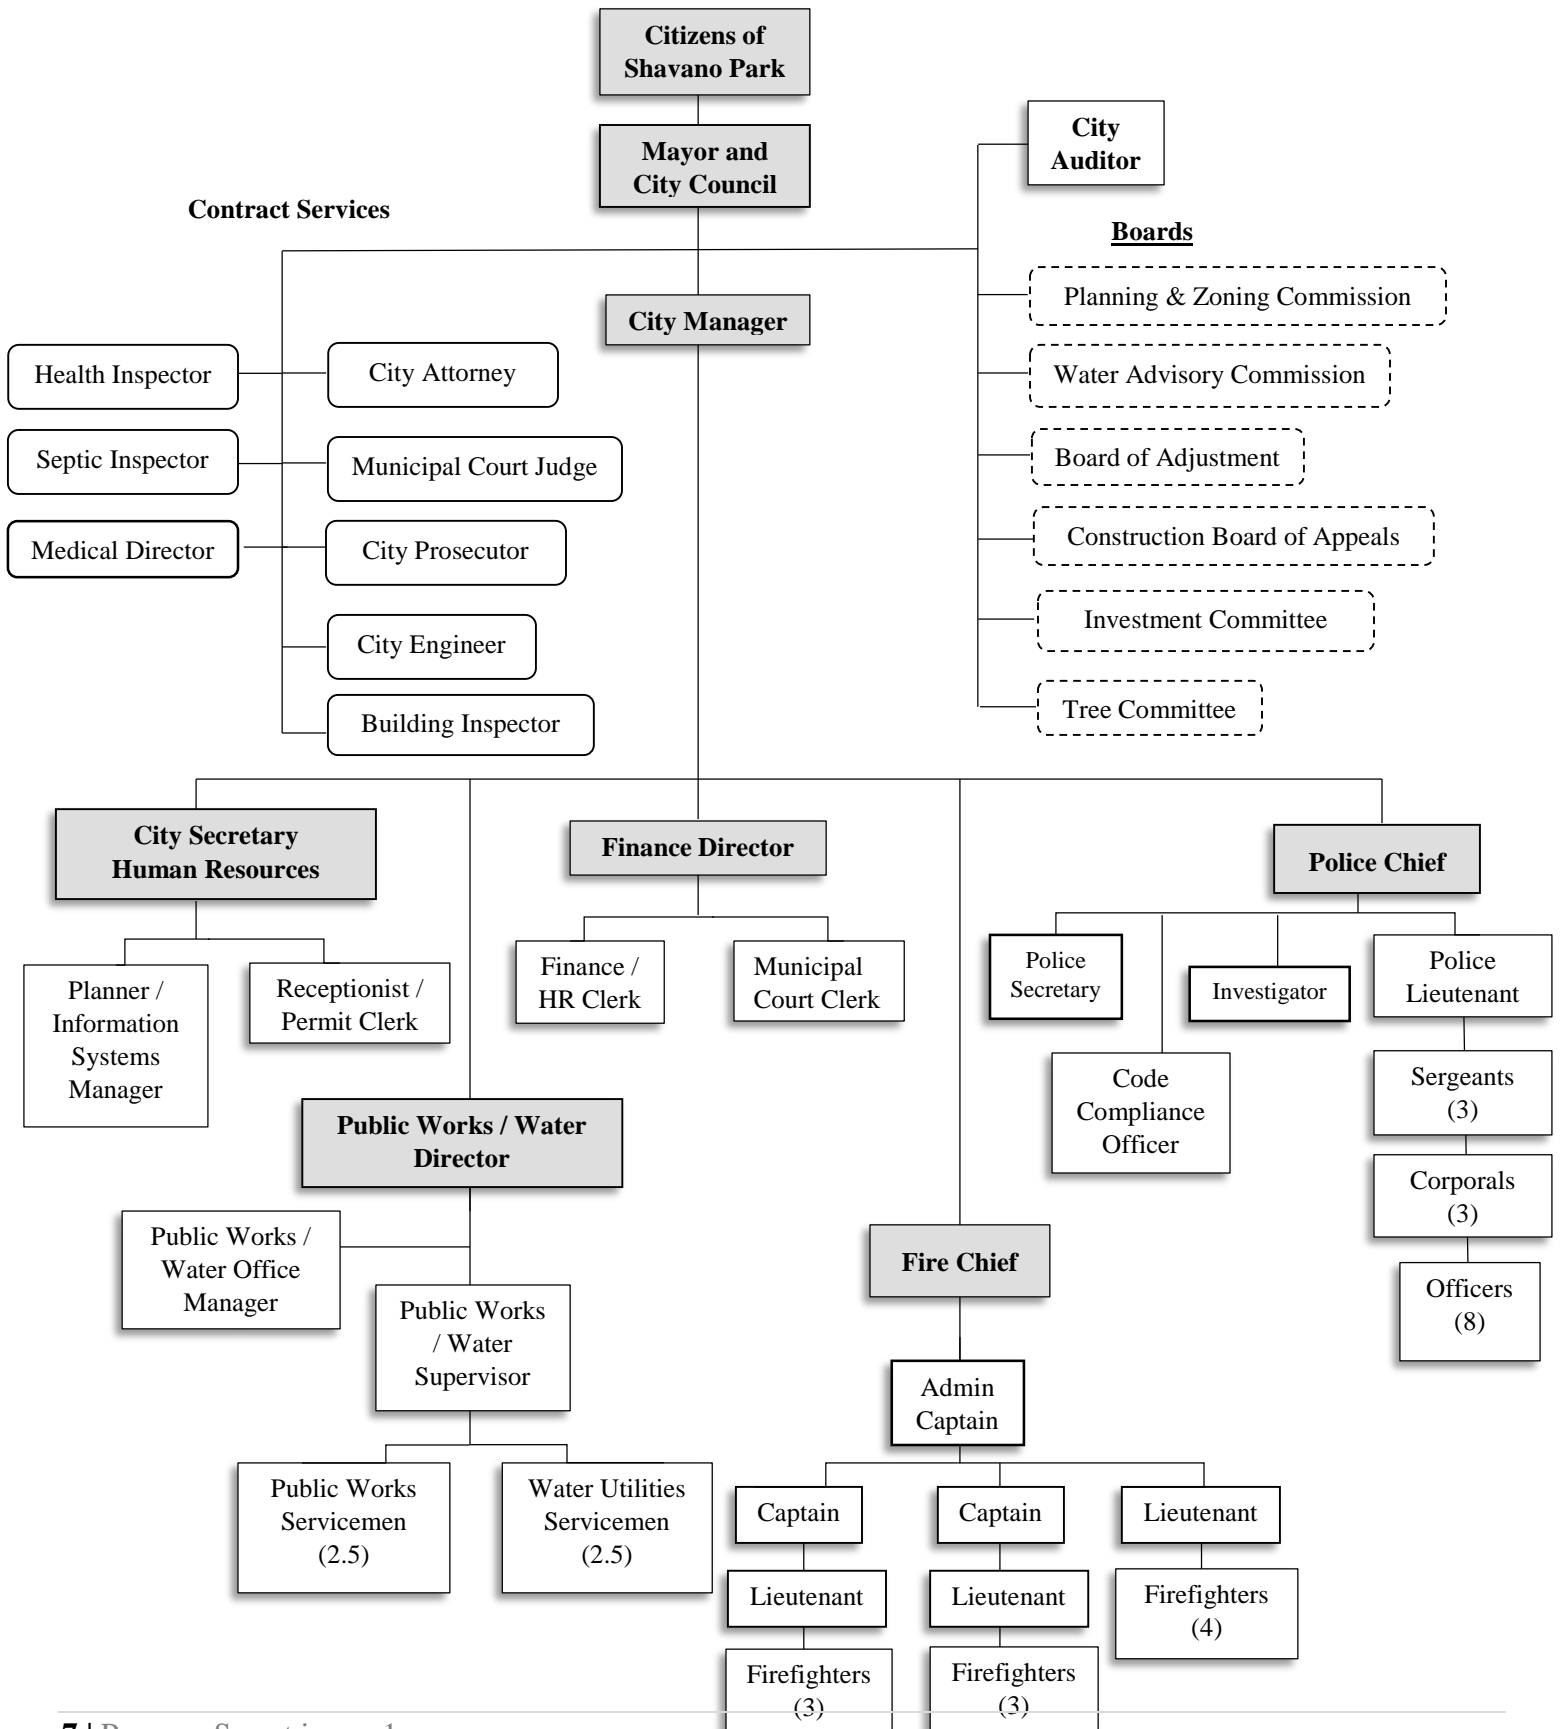 Citizens of
Shavano Park
Mayor and
City Council
City
Auditor
Contract Services
Boards
Planning & Zoning Commission
City Manager
Health Inspector
City Attorney
Water Advisory Commission
Septic Inspector
Municipal Court Judge
Board of Adjustment
Medical Director
City Prosecutor
Construction Board of Appeals
City Engineer
Investment Committee
Building Inspector
Tree Committee
City Secretary
Human Resources
Finance Director
Police Chief
Planner /
Information
Systems
Manager
Receptionist /
Permit Clerk
Finance /
HR Clerk
Municipal
Court Clerk
Police
Secretary
Investigator
Police
Lieutenant
Code
Compliance
Officer
Sergeants
(3)
Corporals
(3)
Officers
(8)
Public Works / Water
Director
Public Works /
Water Office
Manager
Public Works
/ Water
Supervisor
Public Works
Servicemen
(2.5)
Water Utilities
Servicemen
(2.5)
Fire Chief
Admin
Captain
Captain
Captain
Lieutenant
Lieutenant
Lieutenant
Firefighters
(4)
Firefighters
(3)
Firefighters
(3)
7 |